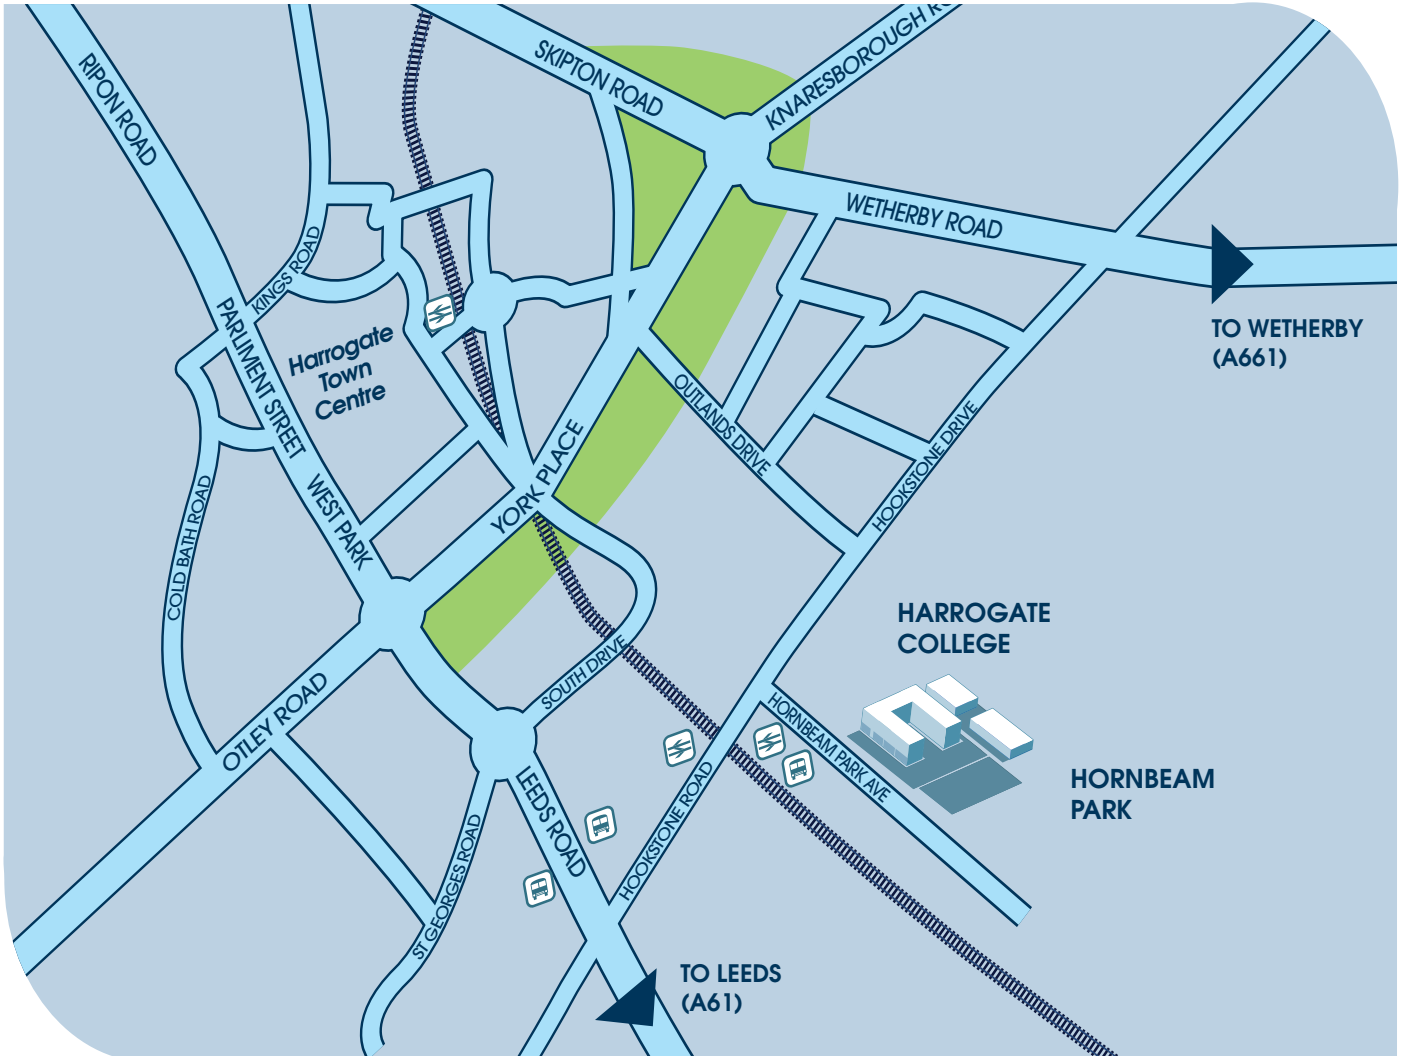 SKIPTON ROAD
KNARESBOROUGH
RIPON ROAD
WETHERBY ROAD
KINGS ROAD
TO WETHERBY
(A661)
PARLIMENT STREET
Harrogate
Town
Centre
OUTLANDS DRIVE
HOOKSTONE DRIVE
YORK PLACE
WEST PARK
COLD BATH ROAD
HARROGATE
COLLEGE
SOUTH DRIVE
OTLEY ROAD
HORNBEAM PARK AVE
HORNBEAM
PARK
LEEDS ROAD
HOOKSTONE ROAD
ST GEORGES ROAD
TO LEEDS
(A61)